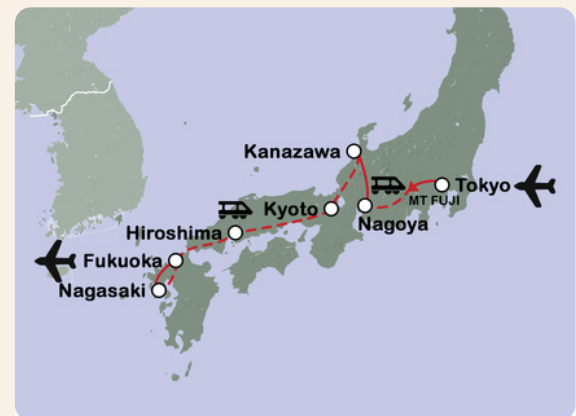 Kanazawa
Tokyo
MT FUJI
Kyoto
Nagoya
Hiroshima
Fukuoka
Nagasaki